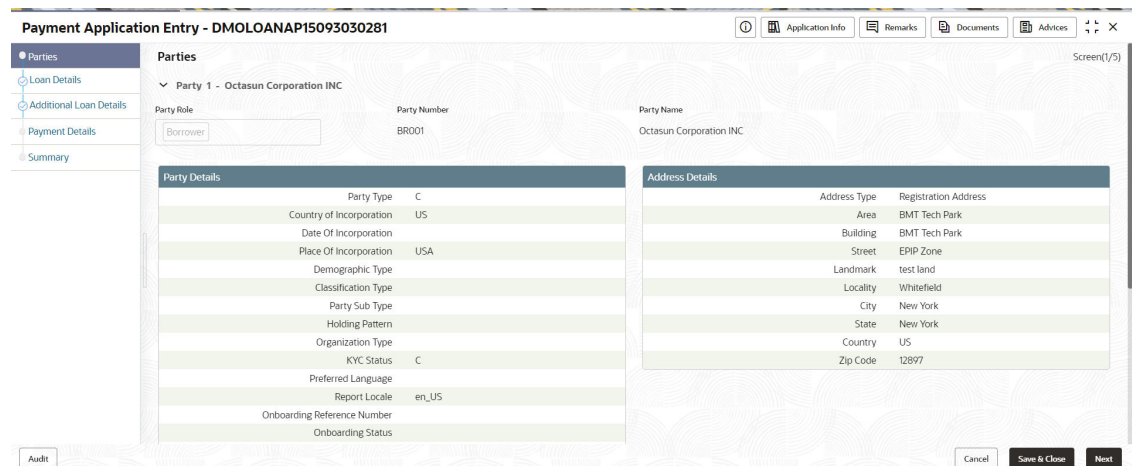 Payment Application Entry - DMOLOANAP15093030281
Application Info
Remarks
Documents
Advices
Parties
Loan Details
Additional Loan Details
Payment Details
Summary
Parties
Screen(1/5)
Party 1 - Octasun Corporation INC
Party Role Party Number Party Name
Borrower BR001 Octasun Corporation INC
Party Details
Party Type C
Country of Incorporation US
Date Of Incorporation
Place Of Incorporation USA
Demographic Type
Classification Type
Party Sub Type
Holding Pattern
Organization Type
KYC Status C
Preferred Language
Report Locale en_US
Onboarding Reference Number
Onboarding Status
Address Details
Address Type Registration Address
Area BMT Tech Park
Building BMT Tech Park
Street EPIP Zone
Landmark test land
Locality Whitefield
City New York
State New York
Country US
Zip Code 12897
Audit
Cancel
Save & Close
Next